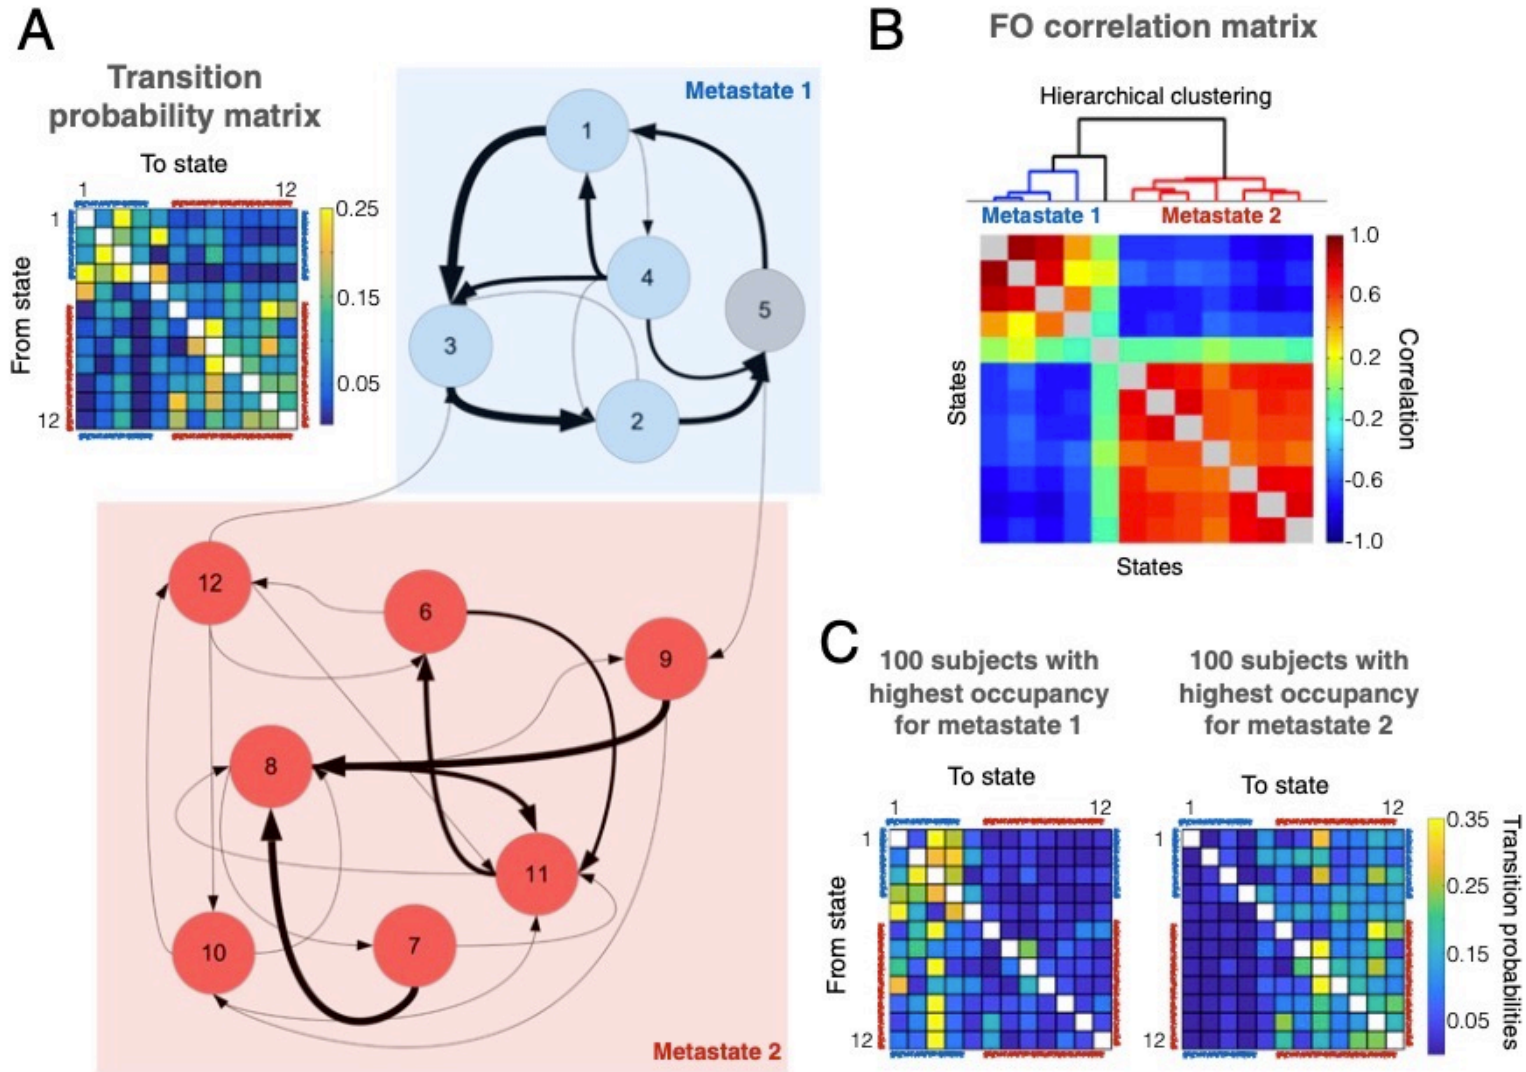 A
Transition
probability matrix
To state
1 12
1
12
From state
0.25
0.15
0.05
Metastate 1
1
4
5
3
2
12
6
9
8
11
10
7
Metastate 2
B
FO correlation matrix
Hierarchical clustering
Metastate 1 Metastate 2
States
States
1.0
0.6
0.2
-0.2
-0.6
-1.0
Correlation
C
100 subjects with
highest occupancy
for metastate 1
To state
1 12
1
12
From state
100 subjects with
highest occupancy
for metastate 2
To state
1 12
1
12
0.35
0.25
0.15
0.05
Transition probabilities